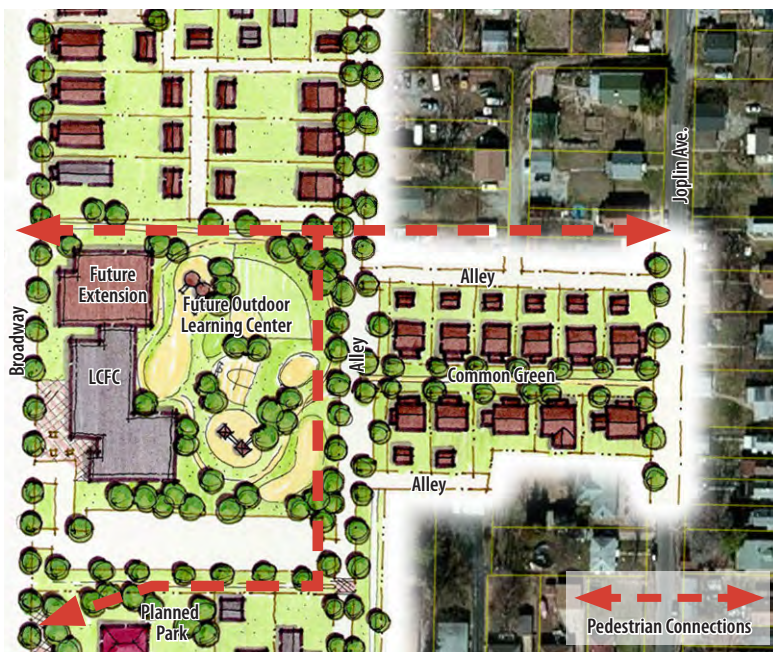 Joplin Ave.
Future
Extension
Future Outdoor
Learning Center
Alley
Broadway
LCFC
Alley
Common Green
Alley
Planned
Park
Pedestrian Connections